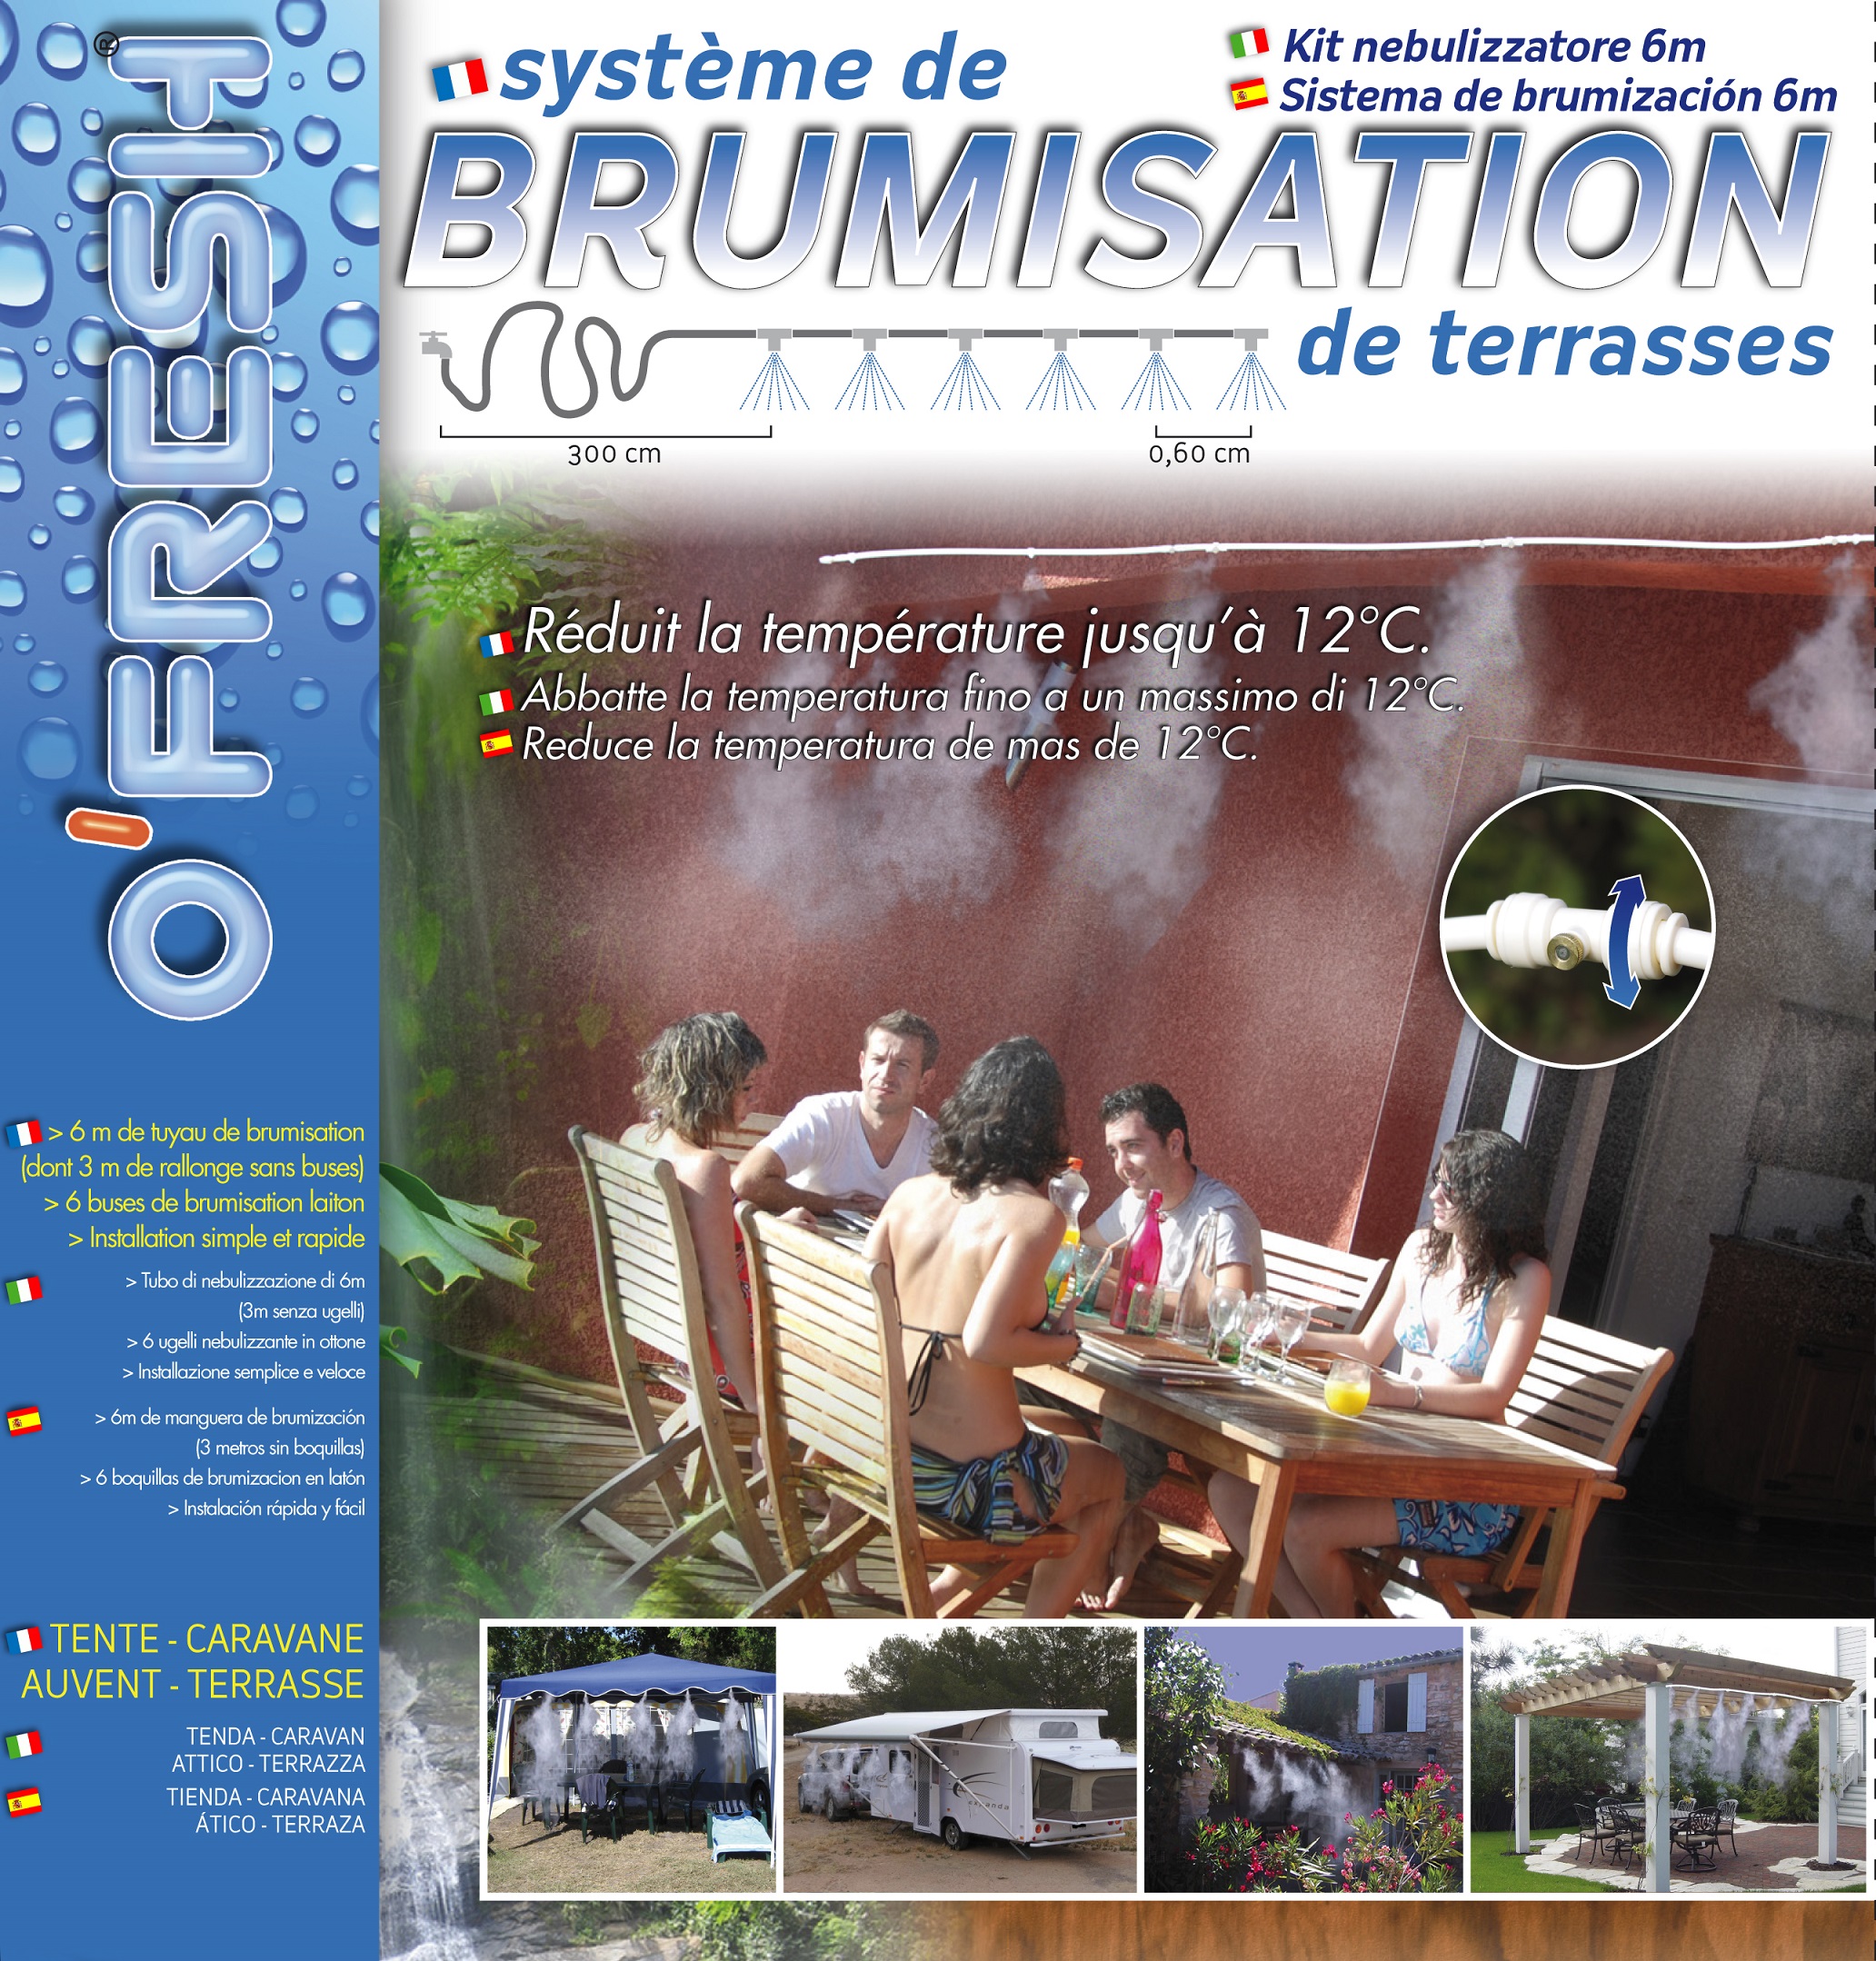 O'FRESH®
système de
BRUMISATION
de terrasses
Kit nebulizzatore 6m
Sistema de brumización 6m
300 cm
0,60 cm
Réduit la température jusqu'à 12°C.
Abbatte la temperatura fino a un massimo di 12°C.
Reduce la temperatura de mas de 12°C.
> 6 m de tuyau de brumisation
(dont 3 m de rallonge sans buses)
> 6 buses de brumisation laiton
> Installation simple et rapide
> Tubo di nebulizzazione di 6m
(3m senza ugelli)
> 6 ugelli nebulizzante in ottone
> Installazione semplice e veloce
> 6m de manguera de brumización
(3 metros sin boquillas)
> 6 boquillas de brumizacion en latón
> Instalación rápida y fácil
TENTE - CARAVANE
AUVENT - TERRASSE
TENDA - CARAVAN
ATTICO - TERRAZZA
TIENDA - CARAVANA
ÁTICO - TERRAZA